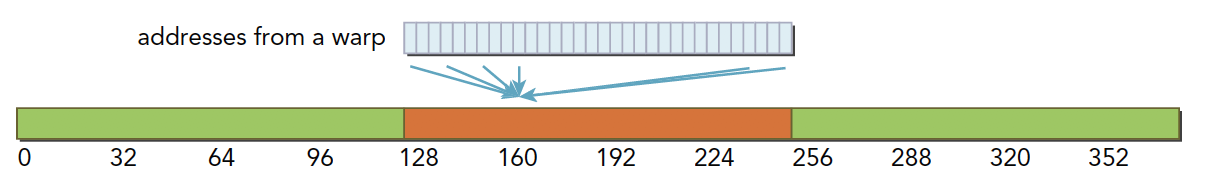 addresses from a warp
0 32 64 96 128 160 192 224 256 288 320 352